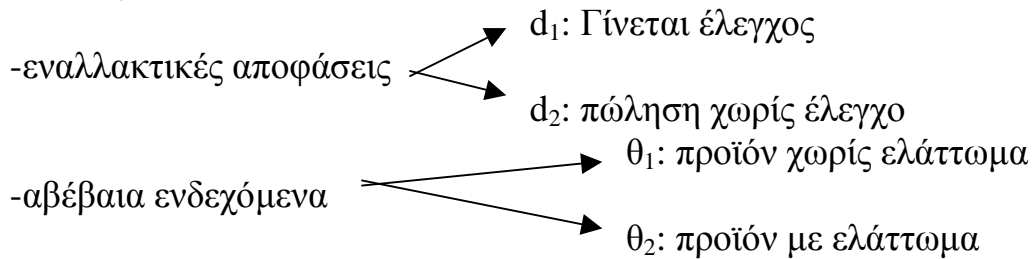 d₁: Γίνεται έλεγχος
-εναλλακτικές αποφάσεις
d₂: πώληση χωρίς έλεγχο
θ₁: προϊόν χωρίς ελάττωμα
-αβέβαια ενδεχόμενα
θ₂: προϊόν με ελάττωμα